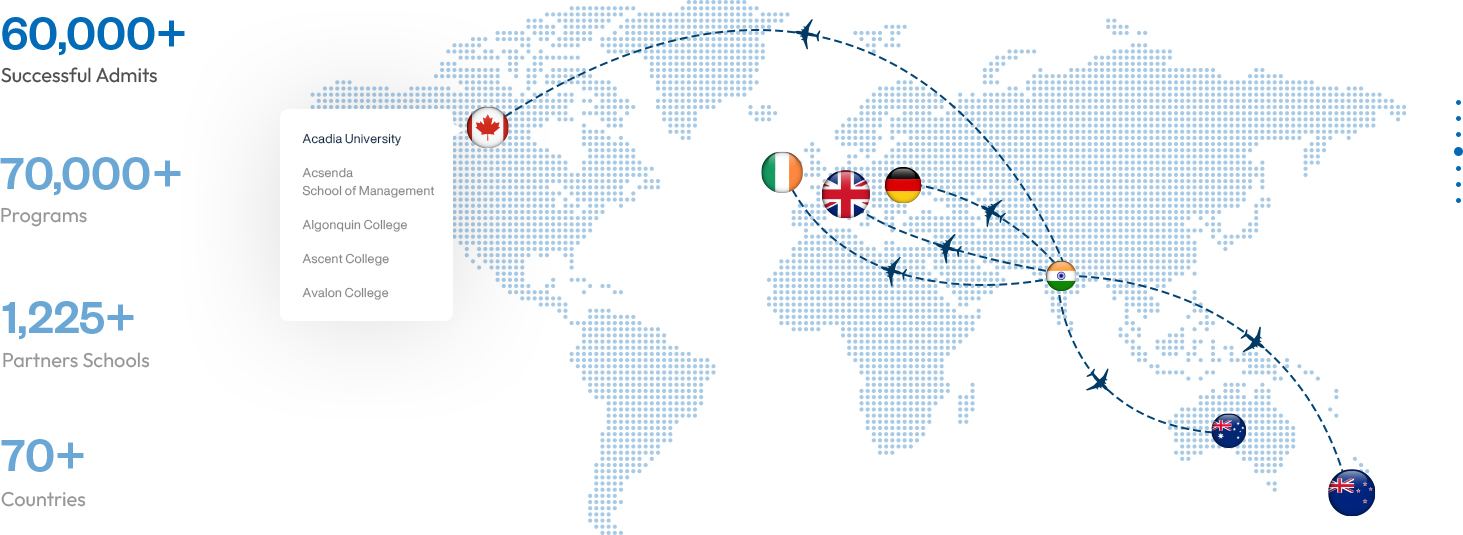 60,000+
Successful Admits
70,000+
Programs
1,225+
Partners Schools
70+
Countries
Acadia University
Acsenda
School of Management
Algonquin College
Ascent College
Avalon College